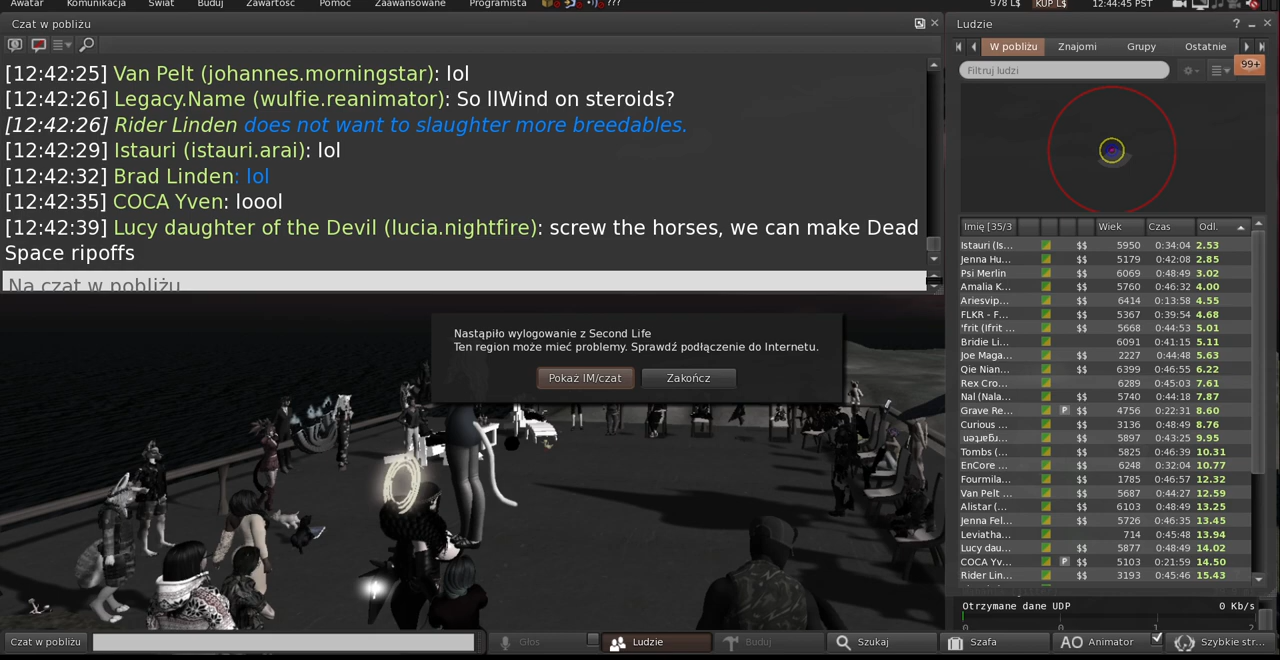 Awatar Komunikacja Świat Buduj Zawartość Pomoc Zaawansowane Programista ??? 978 L$ KUP L$ 12:44:45 PST
Czat w pobliżu
[12:42:25] Van Pelt (johannes.morningstar): lol
[12:42:26] Legacy.Name (wulfie.reanimator): So llWind on steroids?
[12:42:26] Rider Linden does not want to slaughter more breedables.
[12:42:29] Istauri (istauri.arai): lol
[12:42:32] Brad Linden: lol
[12:42:35] COCA Yven: loool
[12:42:39] Lucy daughter of the Devil (lucia.nightfire): screw the horses, we can make Dead
Space ripoffs
Na czat w pobliżu
Nastąpiło wylogowanie z Second Life
Ten region może mieć problemy. Sprawdź podłączenie do Internetu.
Pokaż IM/czat Zakończ
Ludzie
W pobliżu Znajomi Grupy Ostatnie
Filtruj ludzi 99+
Imię [35/3 Wiek Czas Odl.
Istauri (Is... $$ 5950 0:34:04 2.53
Jenna Hu... $$ 5179 0:42:08 2.85
Psi Merlin $$ 6069 0:48:49 3.02
Amalia K... $$ 5760 0:46:32 4.00
Ariesvip... $$ 6414 0:13:58 4.55
FLKR - F... $$ 5367 0:39:54 4.68
'frit (Ifrit ... $$ 5668 0:44:53 5.01
Bridie Li... 6091 0:41:15 5.11
Joe Maga... $$ 2227 0:44:48 5.63
Qie Nian... $$ 6399 0:46:55 6.22
Rex Cro... 6289 0:45:03 7.61
Nal (Nala... $$ 5740 0:44:18 7.87
Grave Re... P $$ 4756 0:22:31 8.60
Curious ... $$ 3136 0:48:49 8.76
$$ 5897 0:43:25 9.95
Tombs (... $$ 5825 0:46:39 10.31
EnCore ... $$ 6248 0:32:04 10.77
Fourmila... $$ 1785 0:46:57 12.32
Van Pelt ... $$ 5687 0:44:27 12.59
Alistar (... $$ 6103 0:48:49 13.25
Jenna Fel... $$ 5726 0:46:35 13.45
Leviatha... 714 0:45:48 13.94
Lucy dau... $$ 5877 0:48:49 14.02
COCA Yv... P $$ 5103 0:21:59 14.50
Rider Lin... $$ 3193 0:45:46 15.43
Otrzymane dane UDP 0 Kb/s
0 1 2
Czat w pobliżu Głos Ludzie Buduj Szukaj Szafa AO Animator Szybkie str...